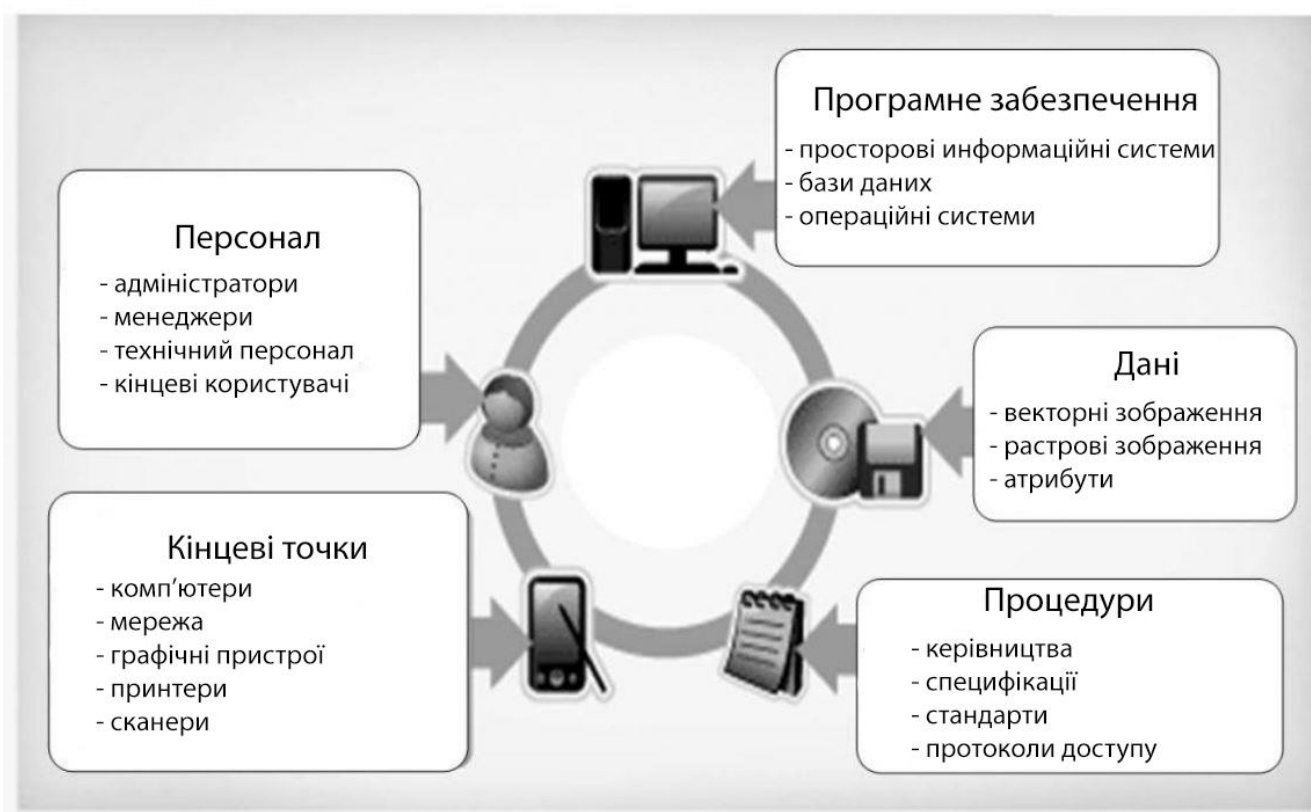 Програмне забезпечення
- просторові информаційні системи
- бази даних
- операційні системи
Персонал
- адміністратори
- менеджери
- технічний персонал
- кінцеві користувачі
Дані
- векторні зображення
- растрові зображення
- атрибути
Кінцеві точки
- комп’ютери
- мережа
- графічні пристрої
- принтери
- сканери
Процедури
- керівництва
- специфікації
- стандарти
- протоколи доступу